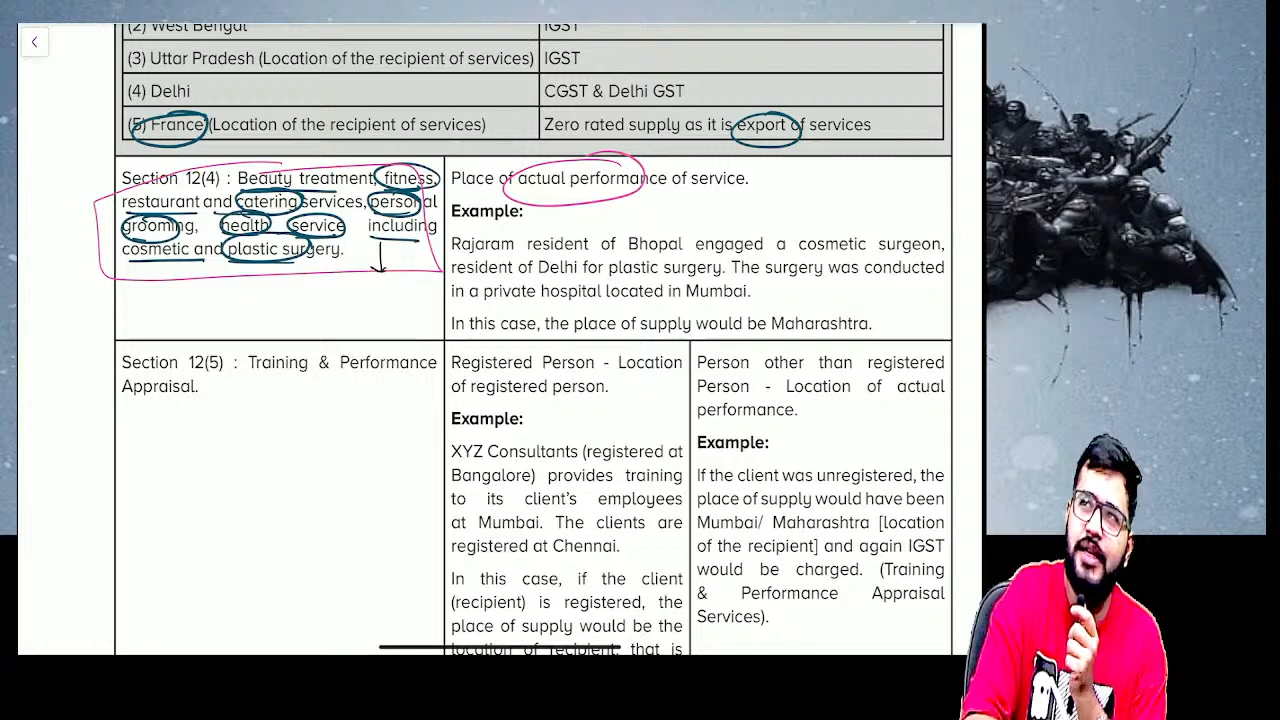 (2) West Bengal
IGST
(3) Uttar Pradesh (Location of the recipient of services)
IGST
(4) Delhi
CGST & Delhi GST
(5) France (Location of the recipient of services)
Zero rated supply as it is export of services
Section 12(4) : Beauty treatment, fitness,
restaurant and catering services, personal
grooming, health service including
cosmetic and plastic surgery.
Place of actual performance of service.
Example:
Rajaram resident of Bhopal engaged a cosmetic surgeon,
resident of Delhi for plastic surgery. The surgery was conducted
in a private hospital located in Mumbai.
In this case, the place of supply would be Maharashtra.
Section 12(5) : Training & Performance
Appraisal.
Registered Person - Location
of registered person.
Example:
XYZ Consultants (registered at
Bangalore) provides training
to its client's employees
at Mumbai. The clients are
registered at Chennai.
In this case, if the client
(recipient) is registered, the
place of supply would be the
location of recipient, that is
Person other than registered
Person - Location of actual
performance.
Example:
If the client was unregistered, the
place of supply would have been
Mumbai/ Maharashtra [location
of the recipient] and again IGST
would be charged. (Training
& Performance Appraisal
Services).